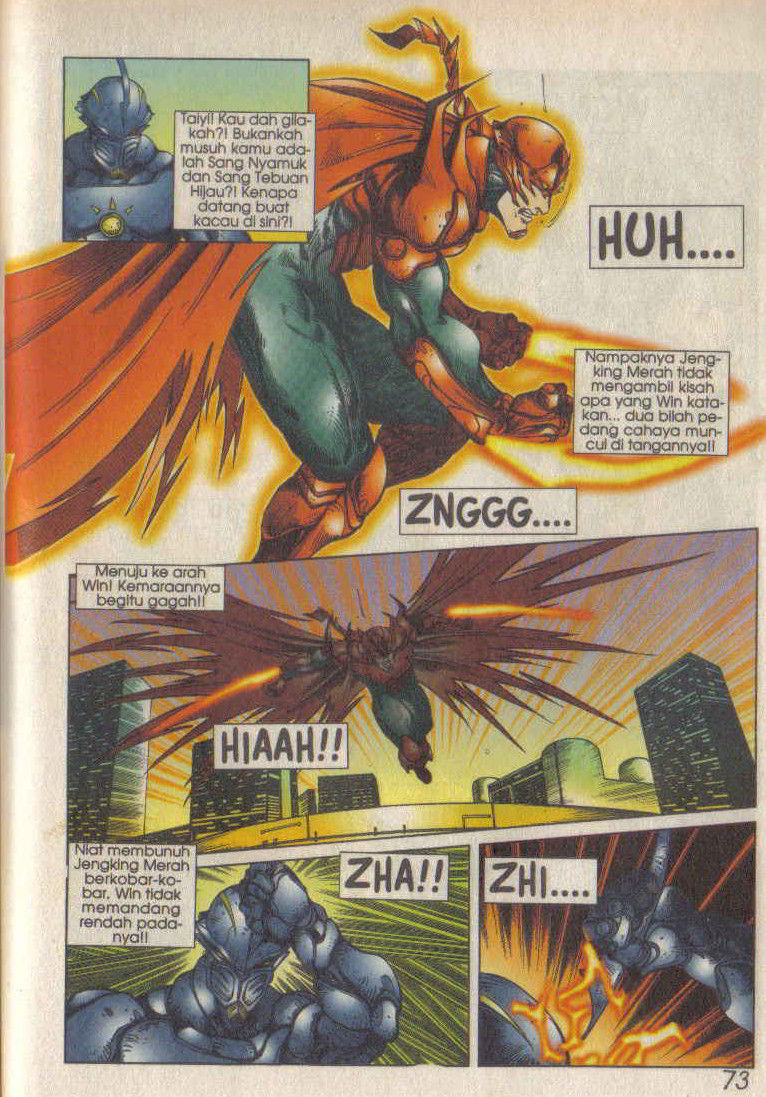 Taiyi! Kau dah gila-
kah?! Bukankah
musuh kamu ada-
lah Sang Nyamuk
dan Sang Tebuan
Hijau?! Kenapa
datang buat
kacau di sini?!
HUH....
Nampaknya Jeng-
king Merah tidak
mengambil kisah
apa yang Win kata-
kan... dua bilah pe-
dang cahaya mun-
cul di tangannya!!
ZNGGG....
Menuju ke arah
Win! Kemaraannya
begitu gagah!!
HIAAH!!
Niat membunuh
Jengking Merah
berkobar-ko-
bar. Win tidak
memandang
rendah pada-
nya!!
ZHA!!
ZHI....
73